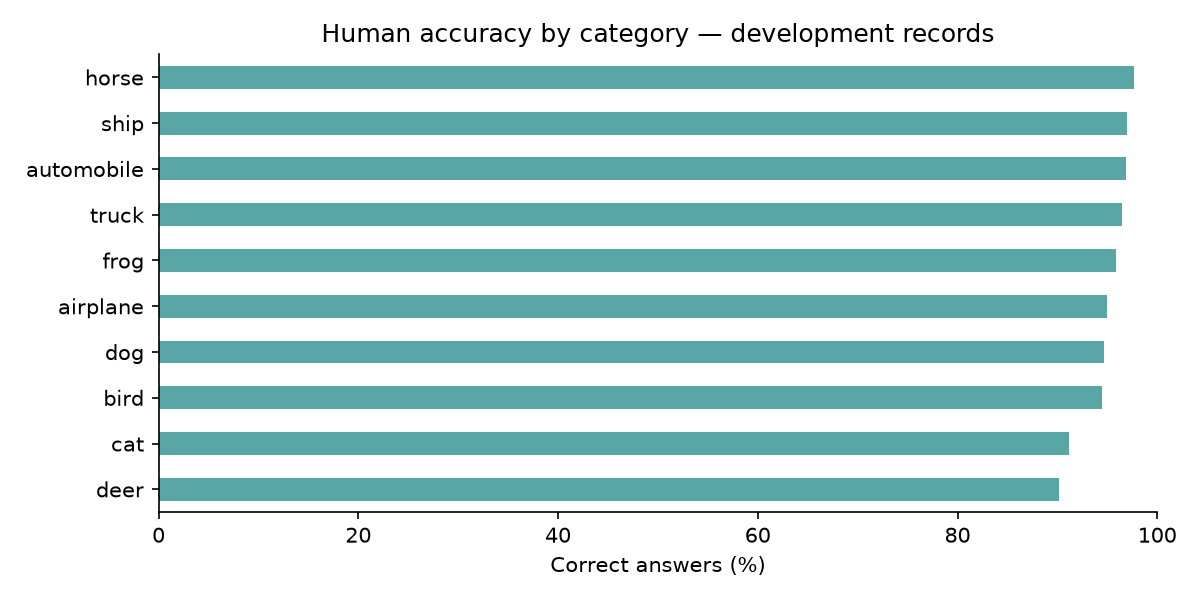 Human accuracy by category — development records
horse
ship
automobile
truck
frog
airplane
dog
bird
cat
deer
0 20 40 60 80 100
Correct answers (%)